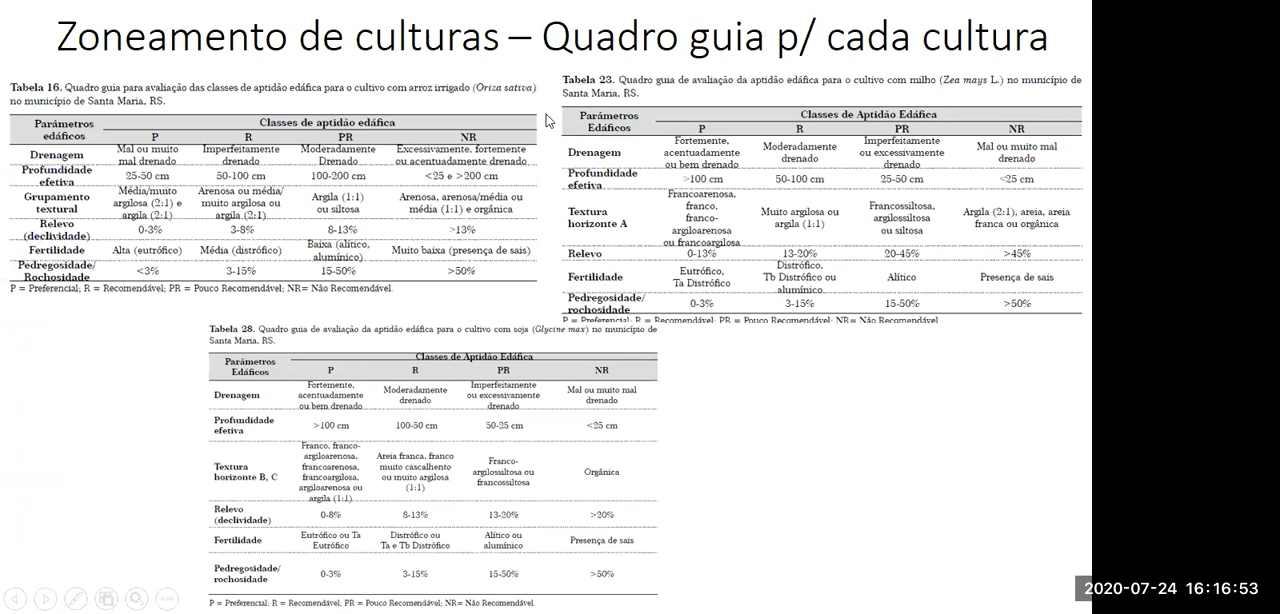 Zoneamento de culturas – Quadro guia p/ cada cultura
Tabela 16. Quadro guia para avaliação das classes de aptidão edáfica para o cultivo com arroz irrigado (Oriza sativa)
no município de Santa Maria, RS.
Parâmetros edáficos Classes de aptidão edáfica
P R PR NR
Drenagem Mal ou muito mal drenado Imperfeitamente drenado Moderadamente Drenado Excessivamente, fortemente ou acentuadamente drenado
Profundidade efetiva 25-50 cm 50-100 cm 100-200 cm <25 e >200 cm
Grupamento textural Média/muito argilosa (2:1) e argila (2:1) Arenosa ou média/ muito argilosa ou argila (2:1) Argila (1:1) ou siltosa Arenosa, arenosa/média ou média (1:1) e orgânica
Relevo (declividade) 0-3% 3-8% 8-13% >13%
Fertilidade Alta (eutrófico) Média (distrófico) Baixa (alítico, alumínico) Muito baixa (presença de sais)
Pedregosidade/ Rochosidade <3% 3-15% 15-50% >50%
P = Preferencial; R = Recomendável; PR = Pouco Recomendável; NR= Não Recomendável.
Tabela 23. Quadro guia de avaliação da aptidão edáfica para o cultivo com milho (Zea mays L.) no município de
Santa Maria, RS.
Parâmetros Edáficos Classes de Aptidão Edáfica
P R PR NR
Drenagem Fortemente, acentuadamente ou bem drenado Moderadamente drenado Imperfeitamente ou excessivamente drenado Mal ou muito mal drenado
Profundidade efetiva >100 cm 50-100 cm 25-50 cm <25 cm
Textura horizonte A Francoarenosa, franco, franco-argiloarenosa ou francoargilosa Muito argilosa ou argila (1:1) Francossiltosa, argilossiltosa ou siltosa Argila (2:1), areia, areia franca ou orgânica
Relevo 0-13% 13-20% 20-45% >45%
Fertilidade Eutrófico, Ta Distrófico Distrófico, Tb Distrófico ou alumínico Alítico Presença de sais
Pedregosidade/ rochosidade 0-3% 3-15% 15-50% >50%
P = Preferencial; R = Recomendável; PR = Pouco Recomendável; NR= Não Recomendável
Tabela 28. Quadro guia de avaliação da aptidão edáfica para o cultivo com soja (Glycine max) no município de
Santa Maria, RS.
Parâmetros Edáficos Classes de Aptidão Edáfica
P R PR NR
Drenagem Fortemente, acentuadamente ou bem drenado Moderadamente drenado Imperfeitamente ou excessivamente drenado Mal ou muito mal drenado
Profundidade efetiva >100 cm 100-50 cm 50-25 cm <25 cm
Textura horizonte B, C Franco, franco-argiloarenosa, francoarenosa, francoargilosa, argiloarenosa ou argila (1:1) Areia franca, franco muito cascalhento ou muito argilosa (1:1) Franco-argilossiltosa ou francossiltosa Orgânica
Relevo (declividade) 0-8% 8-13% 13-20% >20%
Fertilidade Eutrófico ou Ta Eutrófico Distrófico ou Ta e Tb Distrófico Alítico ou alumínico Presença de sais
Pedregosidade/ rochosidade 0-3% 3-15% 15-50% >50%
P = Preferencial; R = Recomendável, PR = Pouco Recomendável; NR= Não Recomendável
2020-07-24 16:16:53